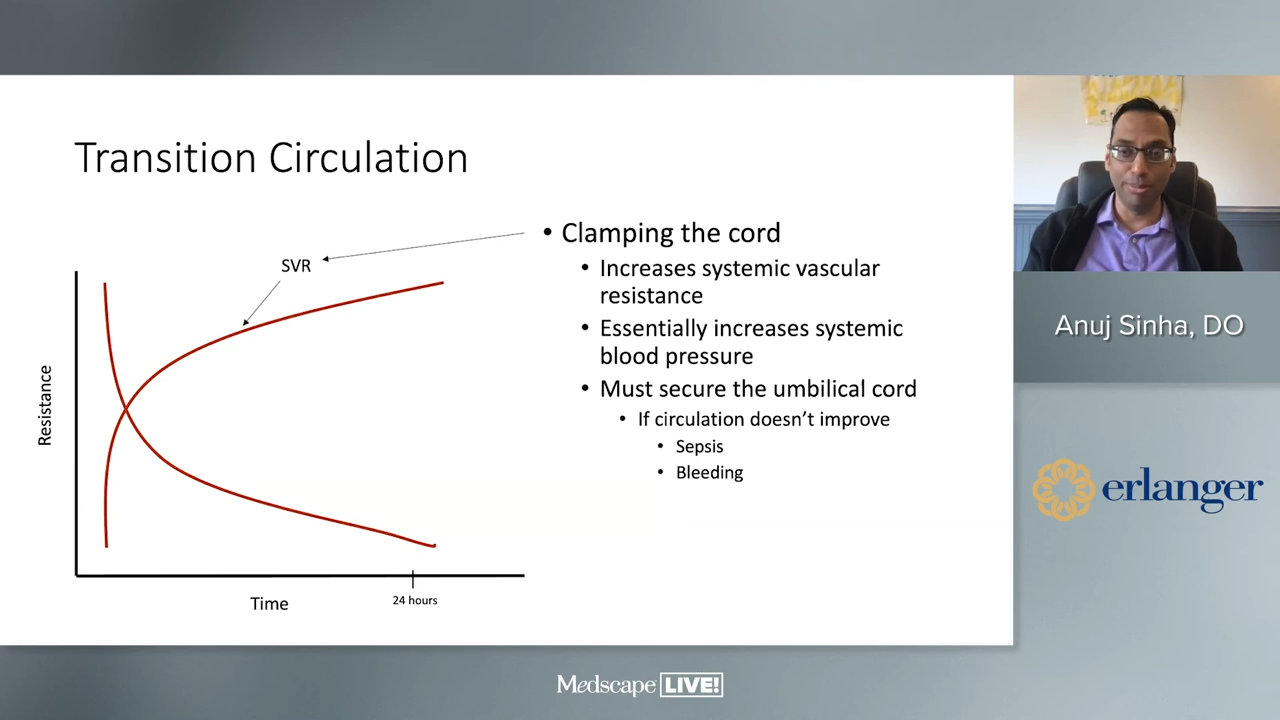 Transition Circulation
SVR
Resistance
Time
24 hours
• Clamping the cord
• Increases systemic vascular
resistance
• Essentially increases systemic
blood pressure
• Must secure the umbilical cord
• If circulation doesn't improve
• Sepsis
• Bleeding
Anuj Sinha, DO
erlanger
Medscape LIVE!